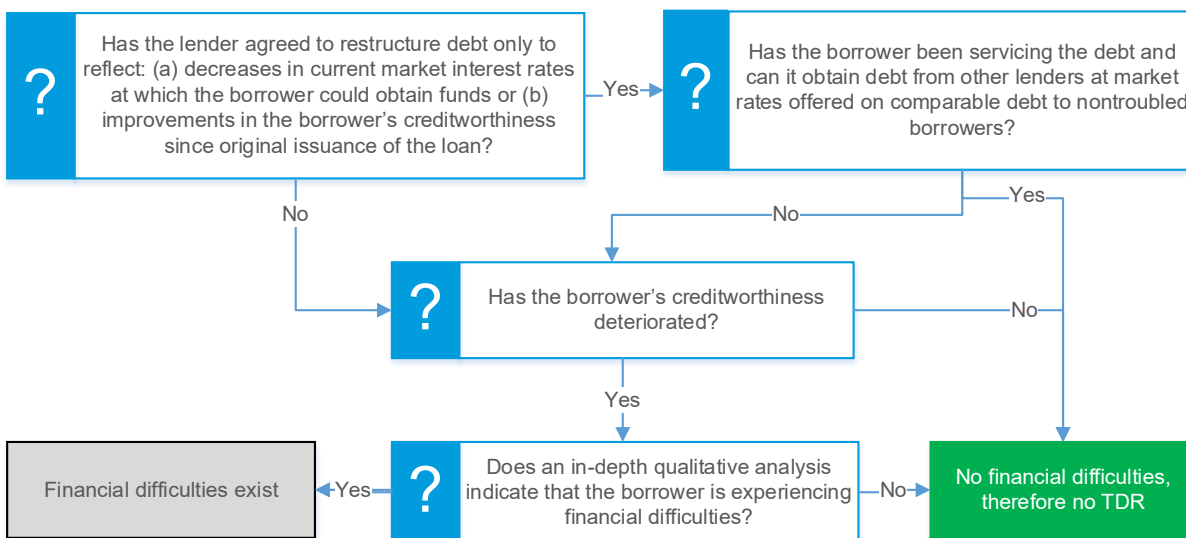 ?
Has the lender agreed to restructure debt only to
reflect: (a) decreases in current market interest rates
at which the borrower could obtain funds or (b)
improvements in the borrower's creditworthiness
since original issuance of the loan?
Yes
?
Has the borrower been servicing the debt and
can it obtain debt from other lenders at market
rates offered on comparable debt to nontroubled
borrowers?
No
No
Yes
?
Has the borrower's creditworthiness
deteriorated?
No
Yes
Financial difficulties exist
Yes
?
Does an in-depth qualitative analysis
indicate that the borrower is experiencing
financial difficulties?
No
No financial difficulties,
therefore no TDR